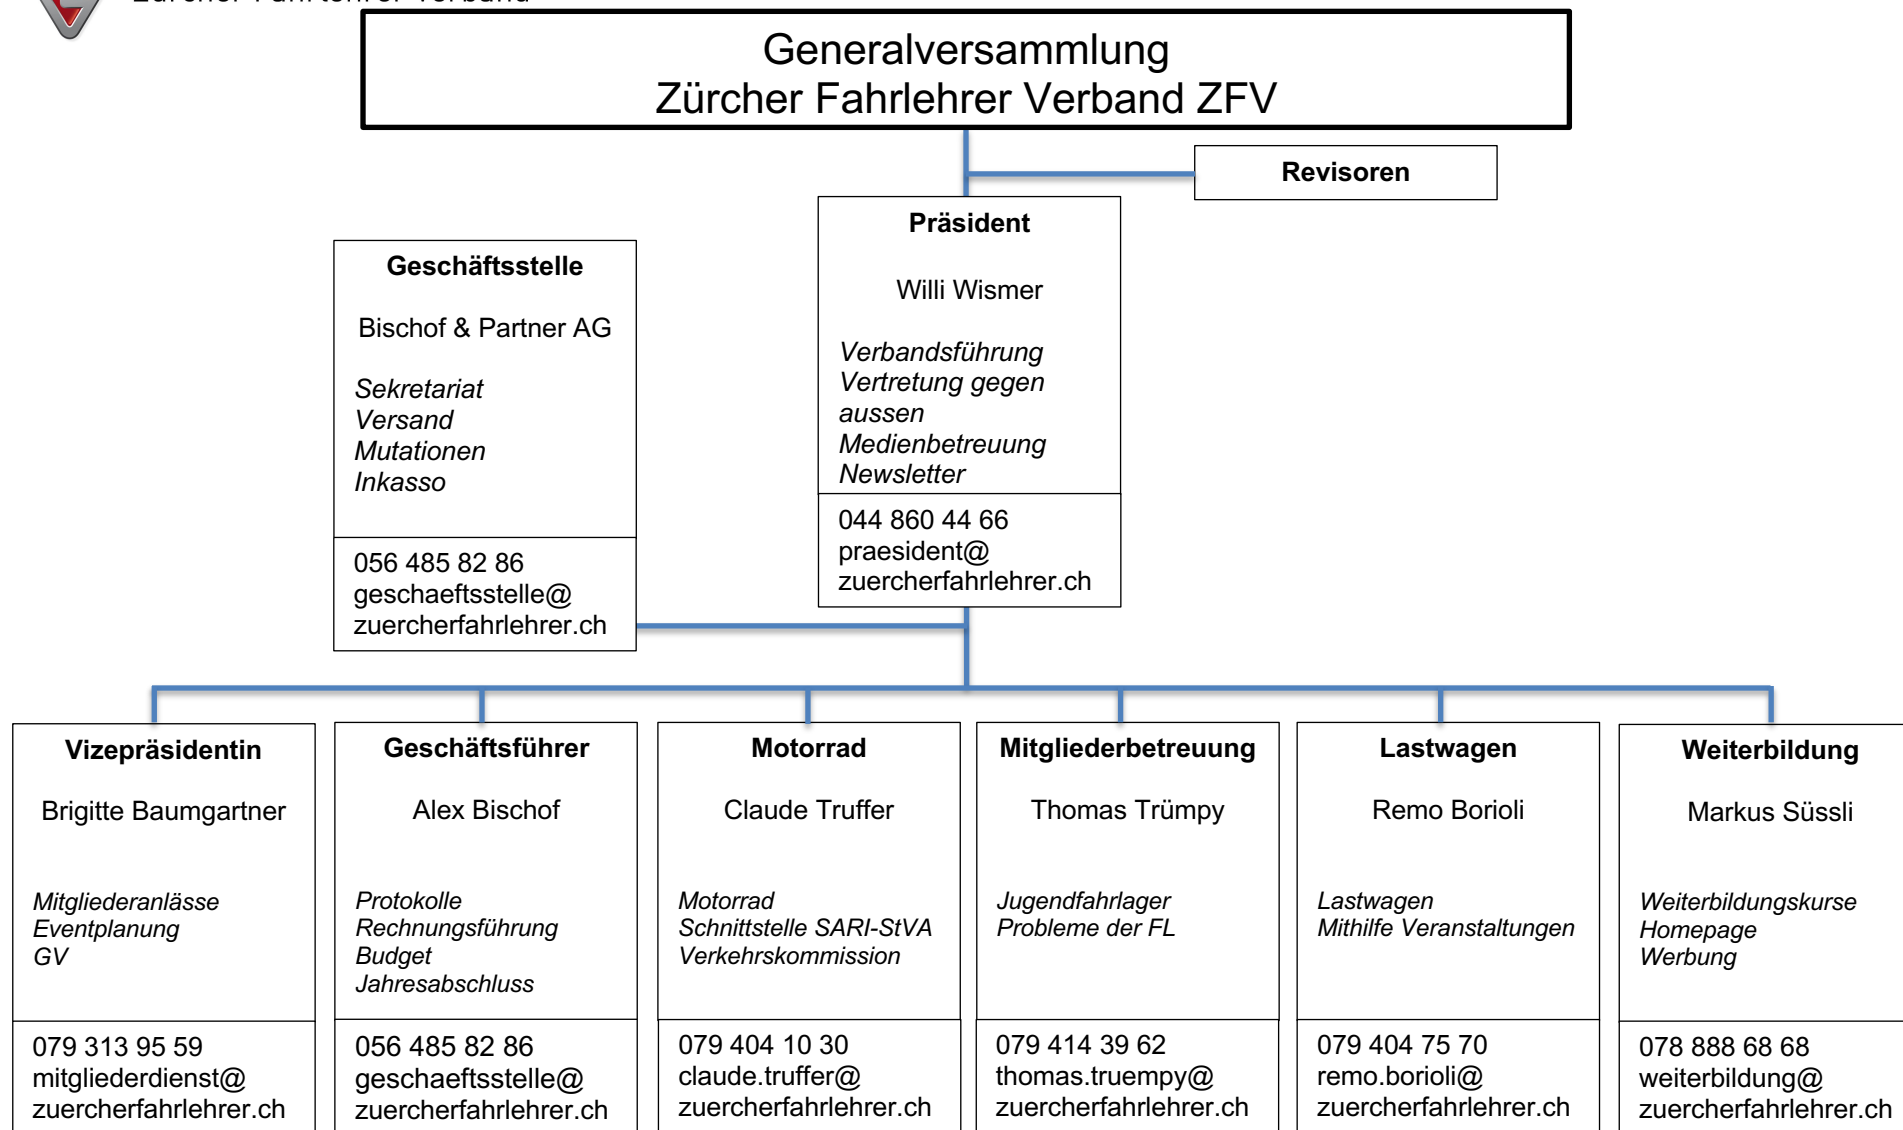 Zürcher Fahrlehrer Verband
Generalversammlung
Zürcher Fahrlehrer Verband ZFV
Revisoren
Präsident
Willi Wismer
Verbandsführung
Vertretung gegen
aussen
Medienbetreuung
Newsletter
044 860 44 66
praesident@
zuercherfahrlehrer.ch
Geschäftsstelle
Bischof & Partner AG
Sekretariat
Versand
Mutationen
Inkasso
056 485 82 86
geschaeftsstelle@
zuercherfahrlehrer.ch
Vizepräsidentin
Brigitte Baumgartner
Mitgliederanlässe
Eventplanung
GV
079 313 95 59
mitgliederdienst@
zuercherfahrlehrer.ch
Geschäftsführer
Alex Bischof
Protokolle
Rechnungsführung
Budget
Jahresabschluss
056 485 82 86
geschaeftsstelle@
zuercherfahrlehrer.ch
Motorrad
Claude Truffer
Motorrad
Schnittstelle SARI-StVA
Verkehrskommission
079 404 10 30
claude.truffer@
zuercherfahrlehrer.ch
Mitgliederbetreuung
Thomas Trümpy
Jugendfahrlager
Probleme der FL
079 414 39 62
thomas.truempy@
zuercherfahrlehrer.ch
Lastwagen
Remo Borioli
Lastwagen
Mithilfe Veranstaltungen
079 404 75 70
remo.borioli@
zuercherfahrlehrer.ch
Weiterbildung
Markus Süssli
Weiterbildungskurse
Homepage
Werbung
078 888 68 68
weiterbildung@
zuercherfahrlehrer.ch